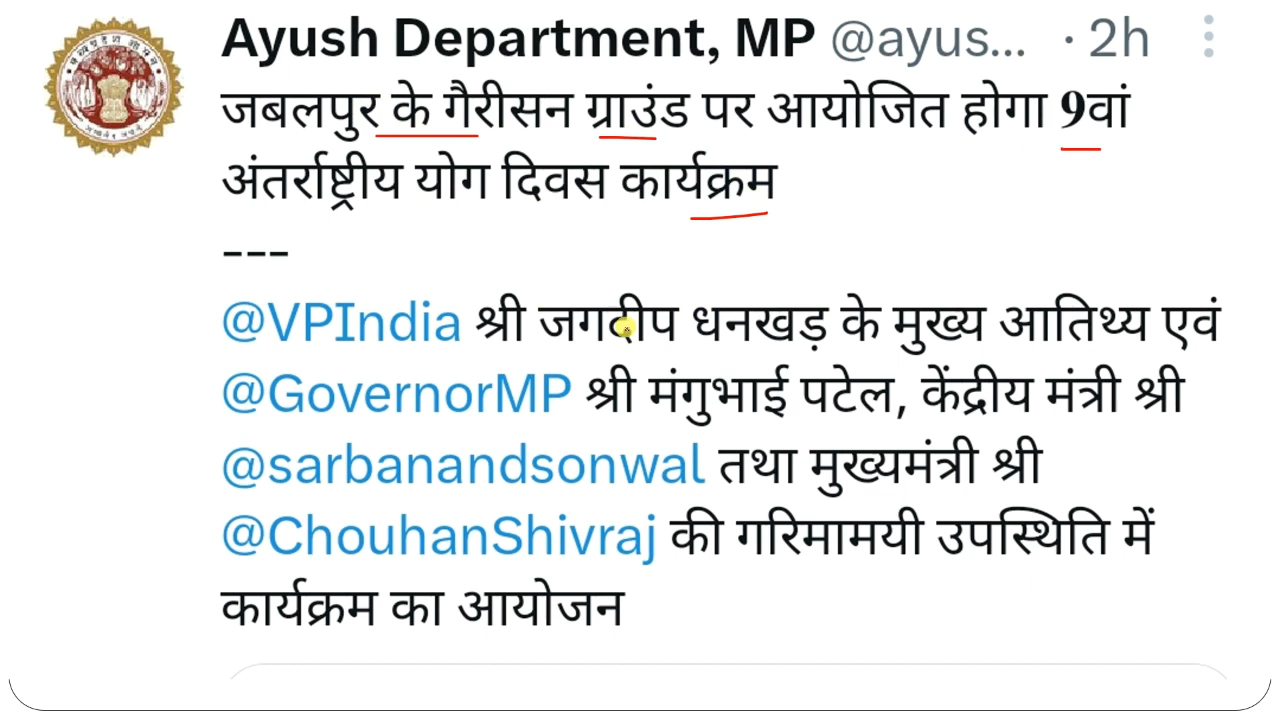 Ayush Department, MP @ayus... · 2h
जबलपुर के गैरीसन ग्राउंड पर आयोजित होगा 9वां
अंतर्राष्ट्रीय योग दिवस कार्यक्रम
---
@VPIndia श्री जगदीप धनखड़ के मुख्य आतिथ्य एवं
@GovernorMP श्री मंगुभाई पटेल, केंद्रीय मंत्री श्री
@sarbanandsonwal तथा मुख्यमंत्री श्री
@ChouhanShivraj की गरिमामयी उपस्थिति में
कार्यक्रम का आयोजन